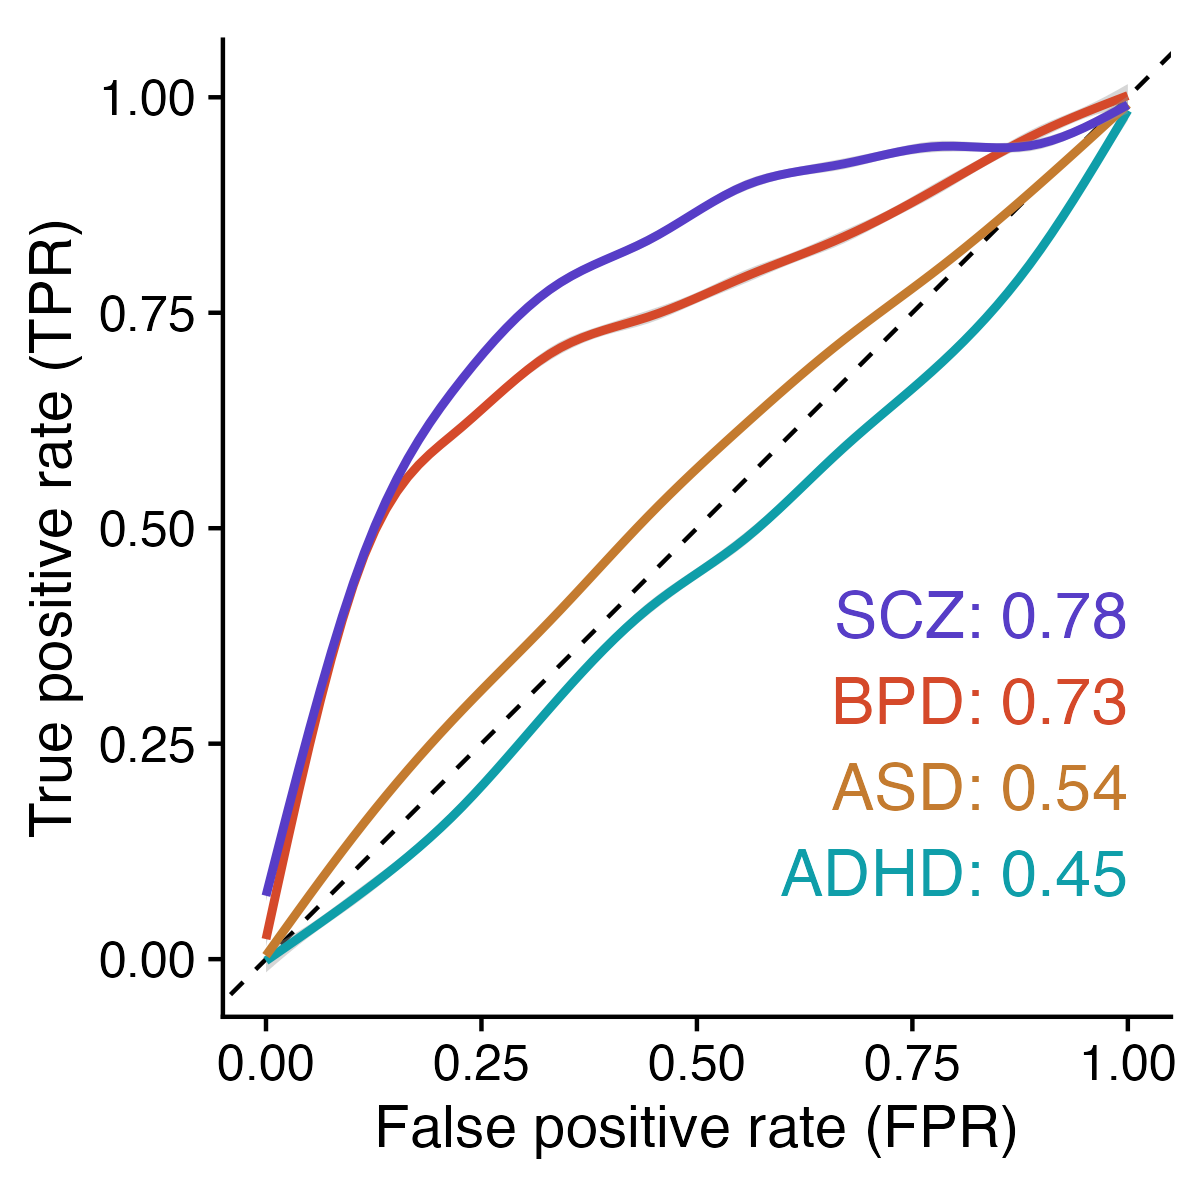 True positive rate (TPR)
1.00
0.75
0.50
0.25
0.00
SCZ: 0.78
BPD: 0.73
ASD: 0.54
ADHD: 0.45
0.00 0.25 0.50 0.75 1.00
False positive rate (FPR)